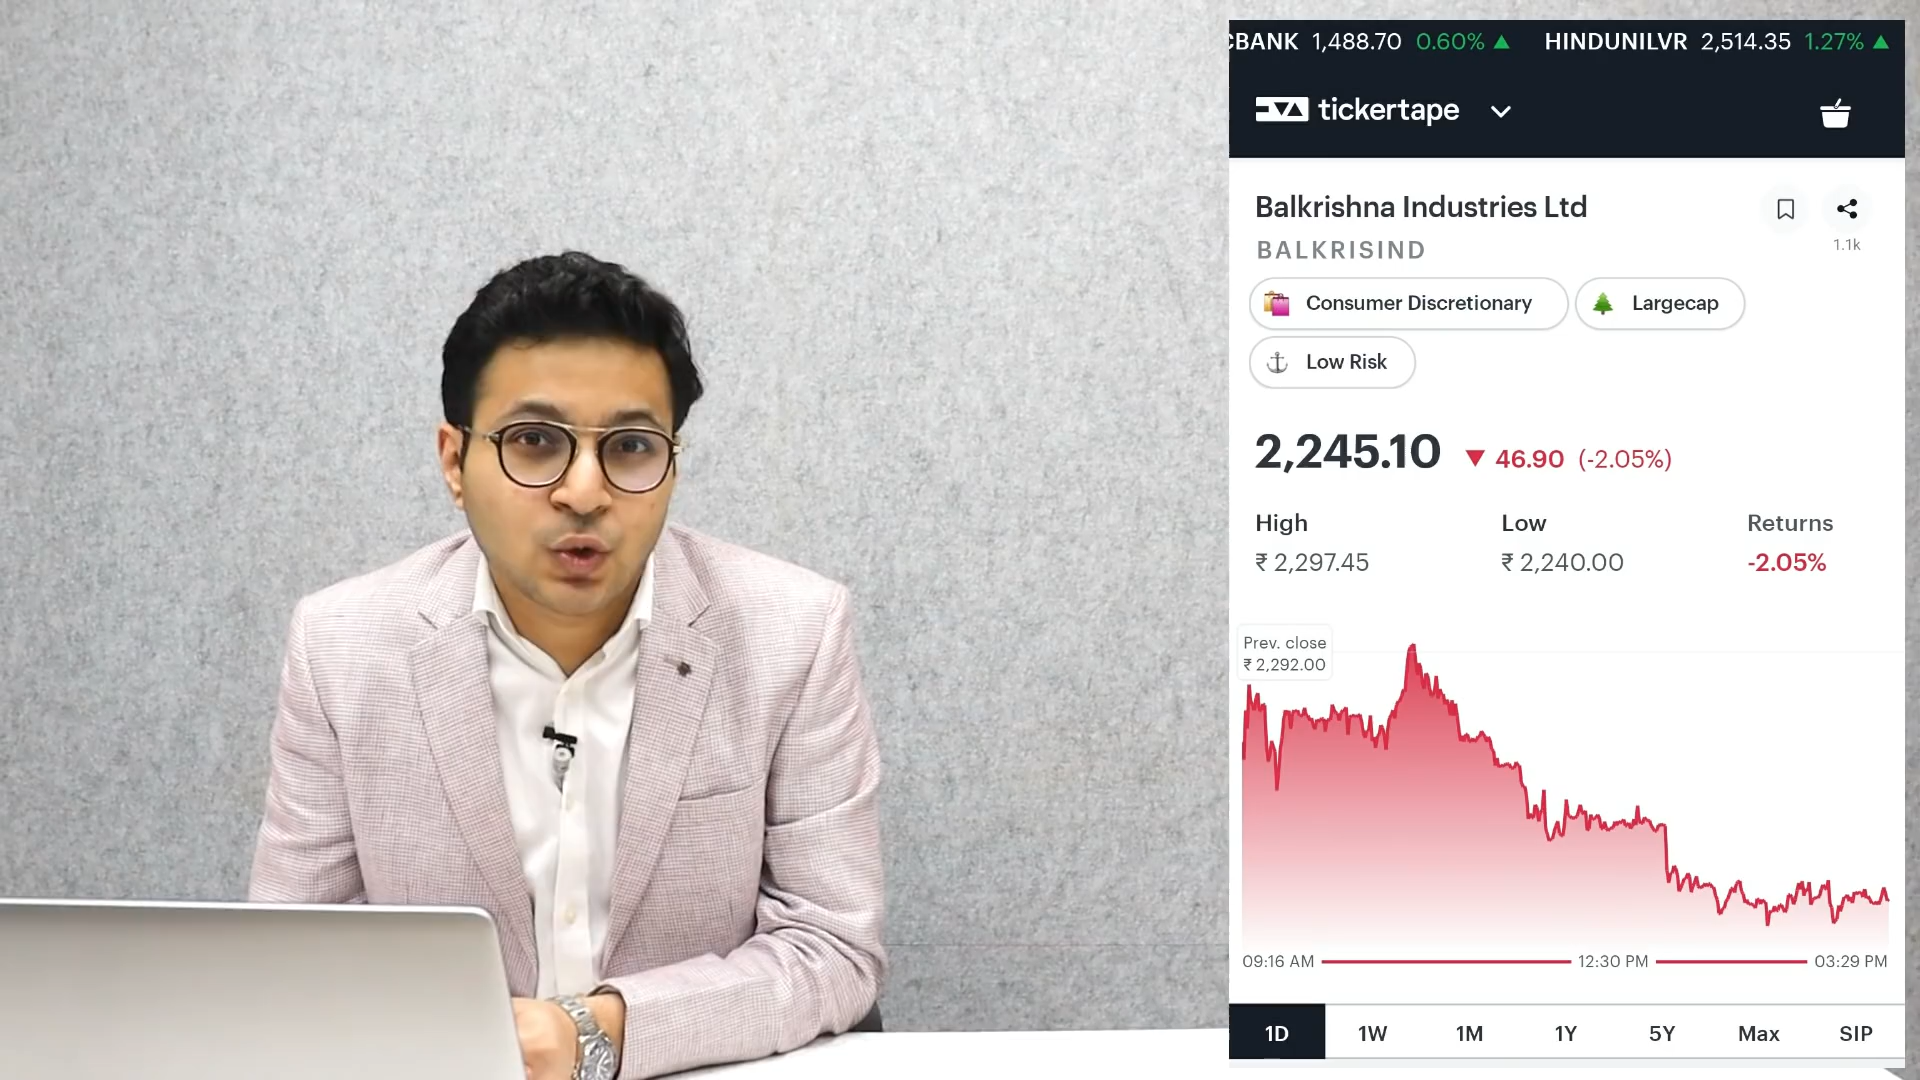 CBANK 1,488.70 0.60% ▲ HINDUNILVR 2,514.35 1.27% ▲
tickertape
Balkrishna Industries Ltd
1.1k
BALKRISIND
Consumer Discretionary
Largecap
Low Risk
2,245.10 ▼ 46.90 (-2.05%)
High Low Returns
₹ 2,297.45 ₹ 2,240.00 -2.05%
Prev. close
₹ 2,292.00
09:16 AM 12:30 PM 03:29 PM
1D 1W 1M 1Y 5Y Max SIP